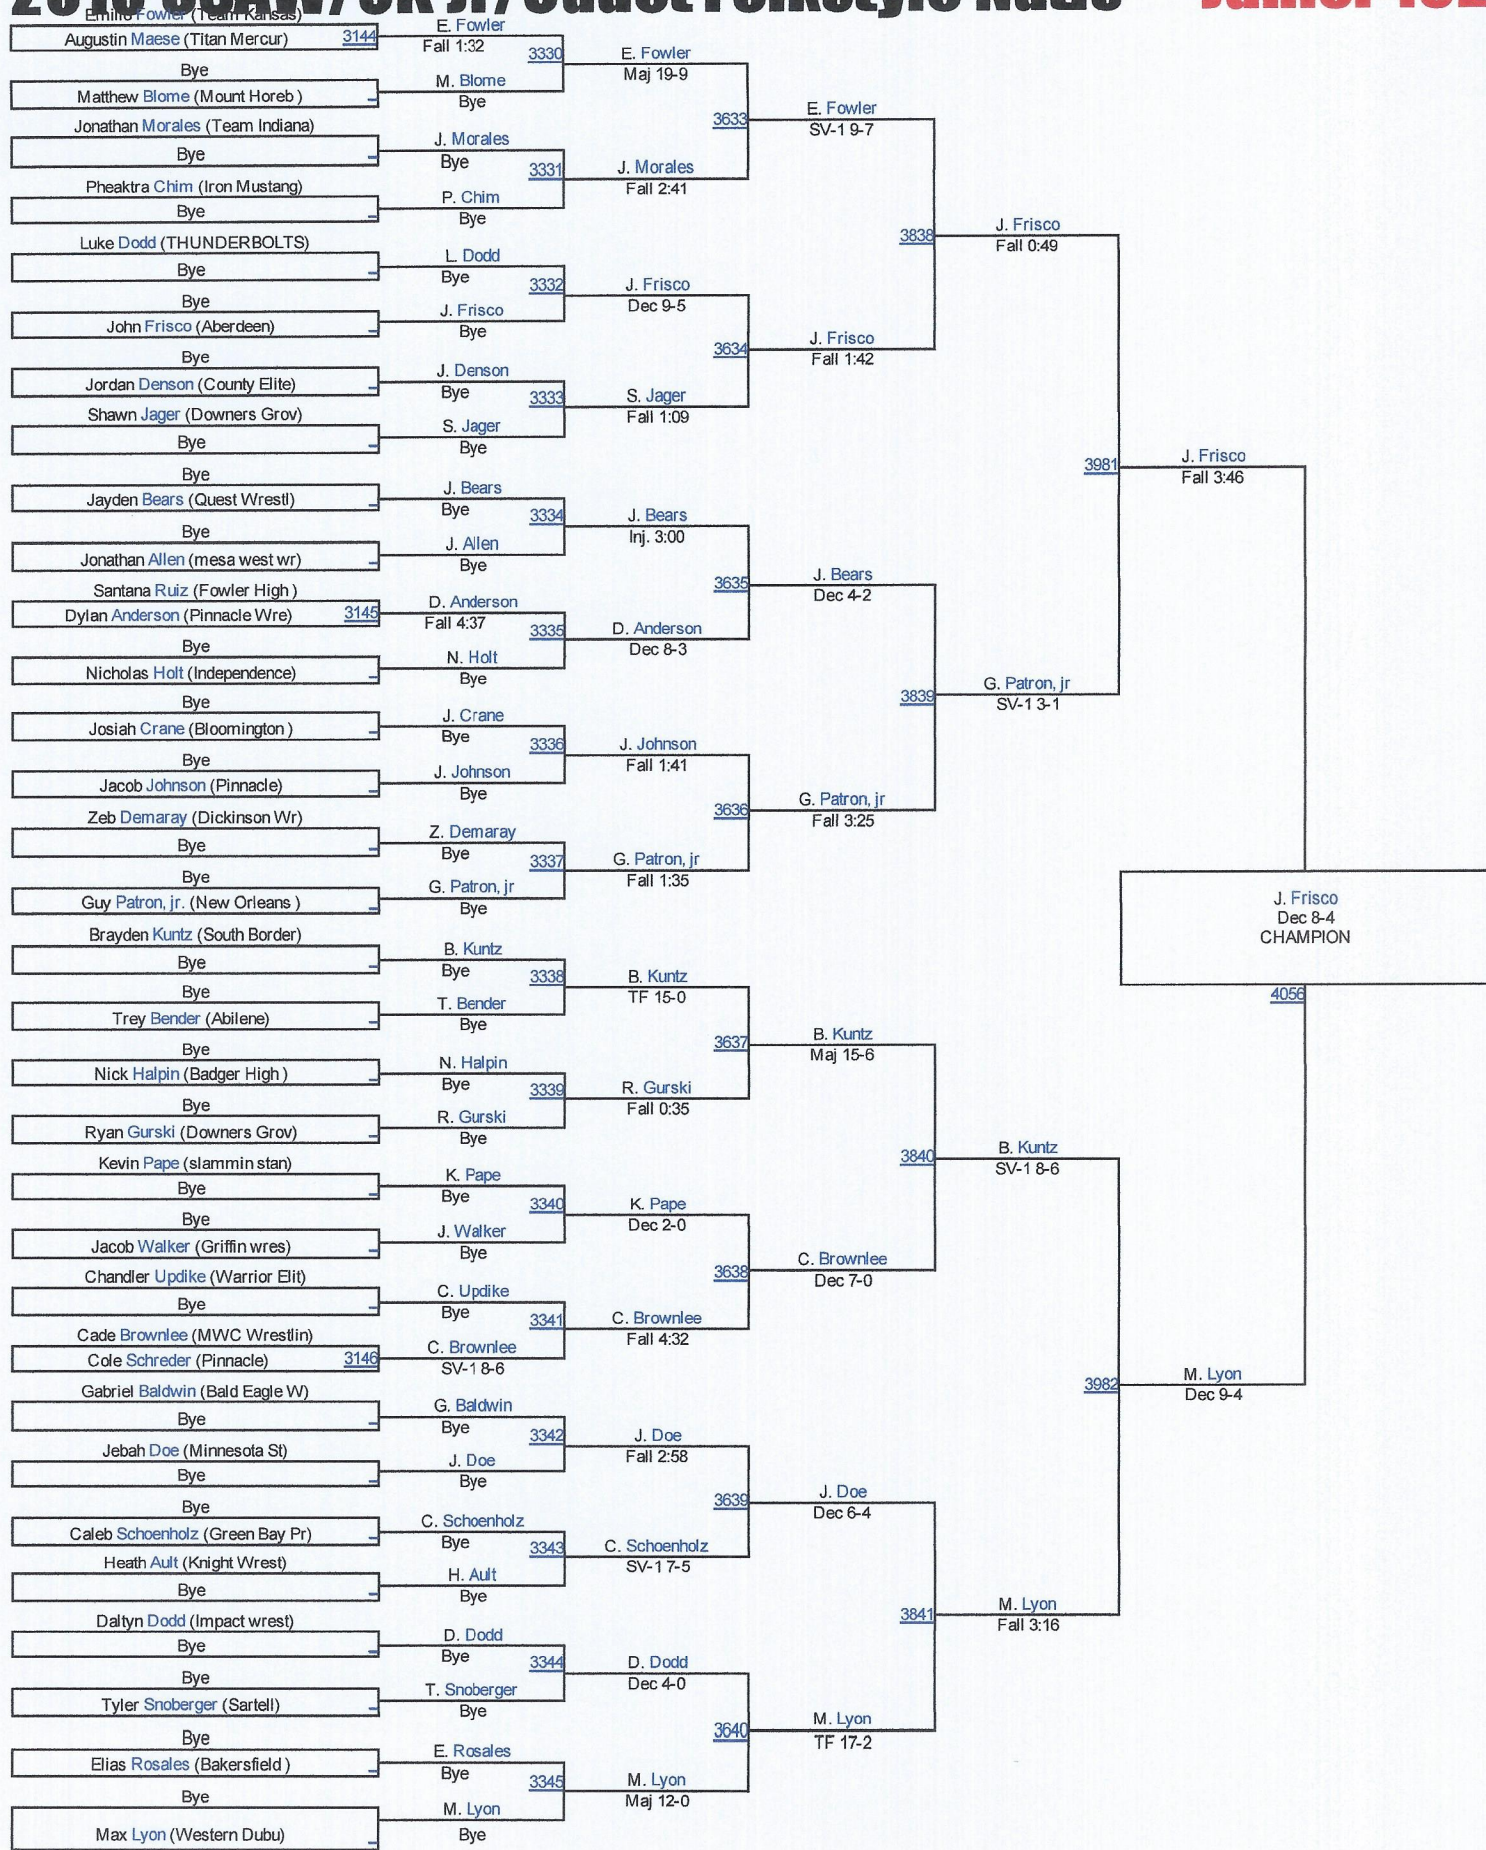 Emilio Fowler (Team Kansas)
Augustin Maese (Titan Mercur) 3144
Bye
Matthew Blome (Mount Horeb )
Jonathan Morales (Team Indiana)
Bye
Pheaktra Chim (Iron Mustang)
Bye
Luke Dodd (THUNDERBOLTS)
Bye
Bye
John Frisco (Aberdeen)
Bye
Jordan Denson (County Elite)
Shawn Jager (Downers Grov)
Bye
Bye
Jayden Bears (Quest Wrestl)
Bye
Jonathan Allen (mesa west wr)
Santana Ruiz (Fowler High )
Dylan Anderson (Pinnacle Wre) 3145
Bye
Nicholas Holt (Independence)
Bye
Josiah Crane (Bloomington )
Bye
Jacob Johnson (Pinnacle)
Zeb Demaray (Dickinson Wr)
Bye
Bye
Guy Patron, jr. (New Orleans )
Brayden Kuntz (South Border)
Bye
Bye
Trey Bender (Abilene)
Bye
Nick Halpin (Badger High )
Bye
Ryan Gurski (Downers Grov)
Kevin Pape (slammin stan)
Bye
Bye
Jacob Walker (Griffin wres)
Chandler Updike (Warrior Elit)
Bye
Cade Brownlee (MWC Wrestlin)
Cole Schreder (Pinnacle) 3146
Gabriel Baldwin (Bald Eagle W)
Bye
Jebah Doe (Minnesota St)
Bye
Bye
Caleb Schoenholz (Green Bay Pr)
Heath Ault (Knight Wrest)
Bye
Daltyn Dodd (Impact wrest)
Bye
Bye
Tyler Snoberger (Sartell)
Bye
Elias Rosales (Bakersfield )
Bye
Max Lyon (Western Dubu)
E. Fowler
Fall 1:32
3330
M. Blome
Bye
J. Morales
Bye
3331
P. Chim
Bye
L. Dodd
Bye
3332
J. Frisco
Bye
J. Denson
Bye
3333
S. Jager
Bye
J. Bears
Bye
3334
J. Allen
Bye
D. Anderson
Fall 4:37
3335
N. Holt
Bye
J. Crane
Bye
3336
J. Johnson
Bye
Z. Demaray
Bye
3337
G. Patron, jr
Bye
B. Kuntz
Bye
3338
T. Bender
Bye
N. Halpin
Bye
3339
R. Gurski
Bye
K. Pape
Bye
3340
J. Walker
Bye
C. Updike
Bye
3341
C. Brownlee
SV-1 8-6
G. Baldwin
Bye
3342
J. Doe
Bye
C. Schoenholz
Bye
3343
H. Ault
Bye
D. Dodd
Bye
3344
T. Snoberger
Bye
E. Rosales
Bye
3345
M. Lyon
Bye
E. Fowler
Maj 19-9
3633
J. Morales
Fall 2:41
J. Frisco
Dec 9-5
3634
S. Jager
Fall 1:09
J. Bears
Inj. 3:00
3635
D. Anderson
Dec 8-3
J. Johnson
Fall 1:41
3636
G. Patron, jr
Fall 1:35
B. Kuntz
TF 15-0
3637
R. Gurski
Fall 0:35
K. Pape
Dec 2-0
3638
C. Brownlee
Fall 4:32
J. Doe
Fall 2:58
3639
C. Schoenholz
SV-1 7-5
D. Dodd
Dec 4-0
3640
M. Lyon
Maj 12-0
E. Fowler
SV-1 9-7
3838
J. Frisco
Fall 1:42
J. Bears
Dec 4-2
3839
G. Patron, jr
Fall 3:25
B. Kuntz
Maj 15-6
3840
C. Brownlee
Dec 7-0
J. Doe
Dec 6-4
3841
M. Lyon
TF 17-2
J. Frisco
Fall 0:49
3981
G. Patron, jr
SV-1 3-1
B. Kuntz
SV-1 8-6
3982
M. Lyon
Fall 3:16
J. Frisco
Fall 3:46
J. Frisco
Dec 8-4
CHAMPION
4056
M. Lyon
Dec 9-4